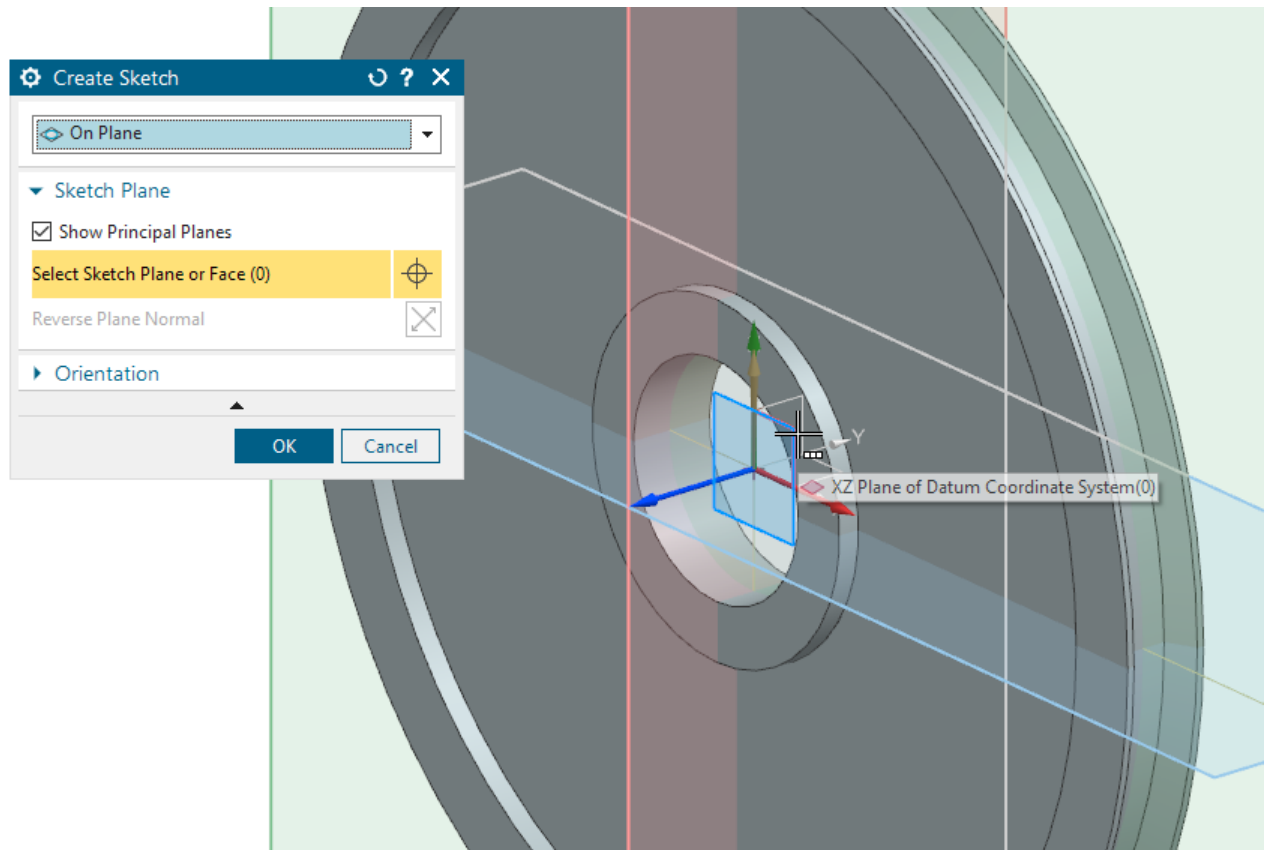 Create Sketch
On Plane
Sketch Plane
Show Principal Planes
Select Sketch Plane or Face (0)
Reverse Plane Normal
Orientation
OK Cancel
Y
XZ Plane of Datum Coordinate System(0)